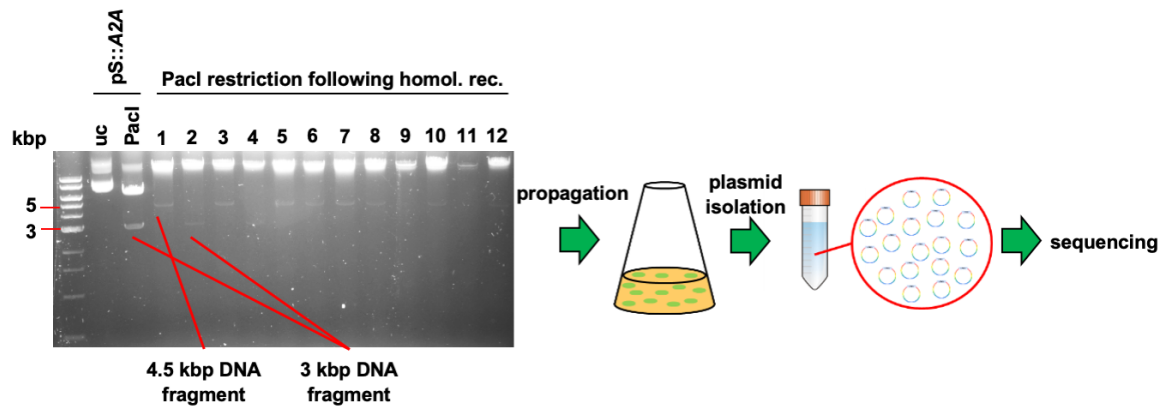 pS::A2A
PacI restriction following homol. rec.
kbp
uc
PacI
1 2 3 4 5 6 7 8 9 10 11 12
5
3
4.5 kbp DNA
fragment
3 kbp DNA
fragment
propagation
plasmid
isolation
sequencing